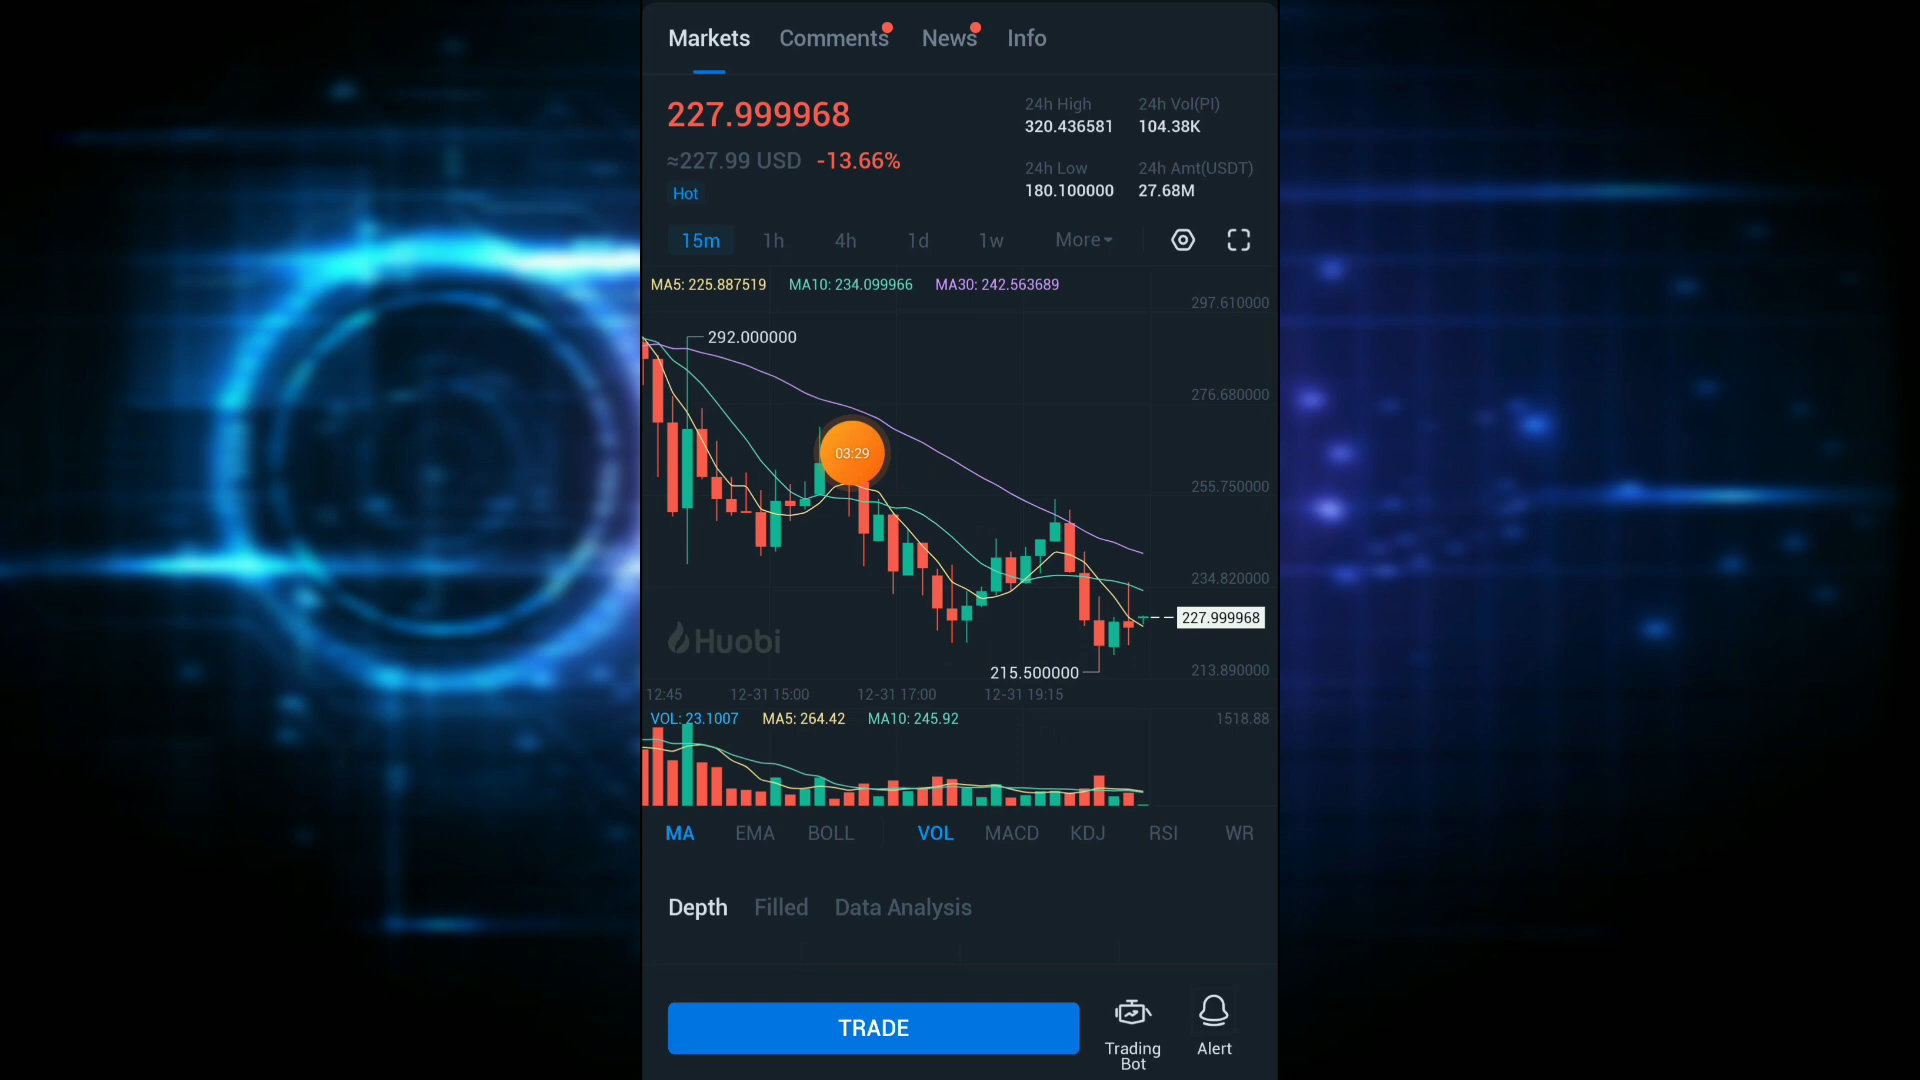 Markets Comments News Info
227.999968
≈227.99 USD -13.66%
Hot
24h High
320.436581
24h Vol(PI)
104.38K
24h Low
180.100000
24h Amt(USDT)
27.68M
15m 1h 4h 1d 1w More
MA5: 225.887519 MA10: 234.099966 MA30: 242.563689
297.610000
292.000000
276.680000
03:29
255.750000
234.820000
227.999968
Huobi
215.500000
213.890000
12:45 12-31 15:00 12-31 17:00 12-31 19:15
VOL: 23.1007 MA5: 264.42 MA10: 245.92 1518.88
MA EMA BOLL VOL MACD KDJ RSI WR
Depth Filled Data Analysis
TRADE
Trading
Bot
Alert